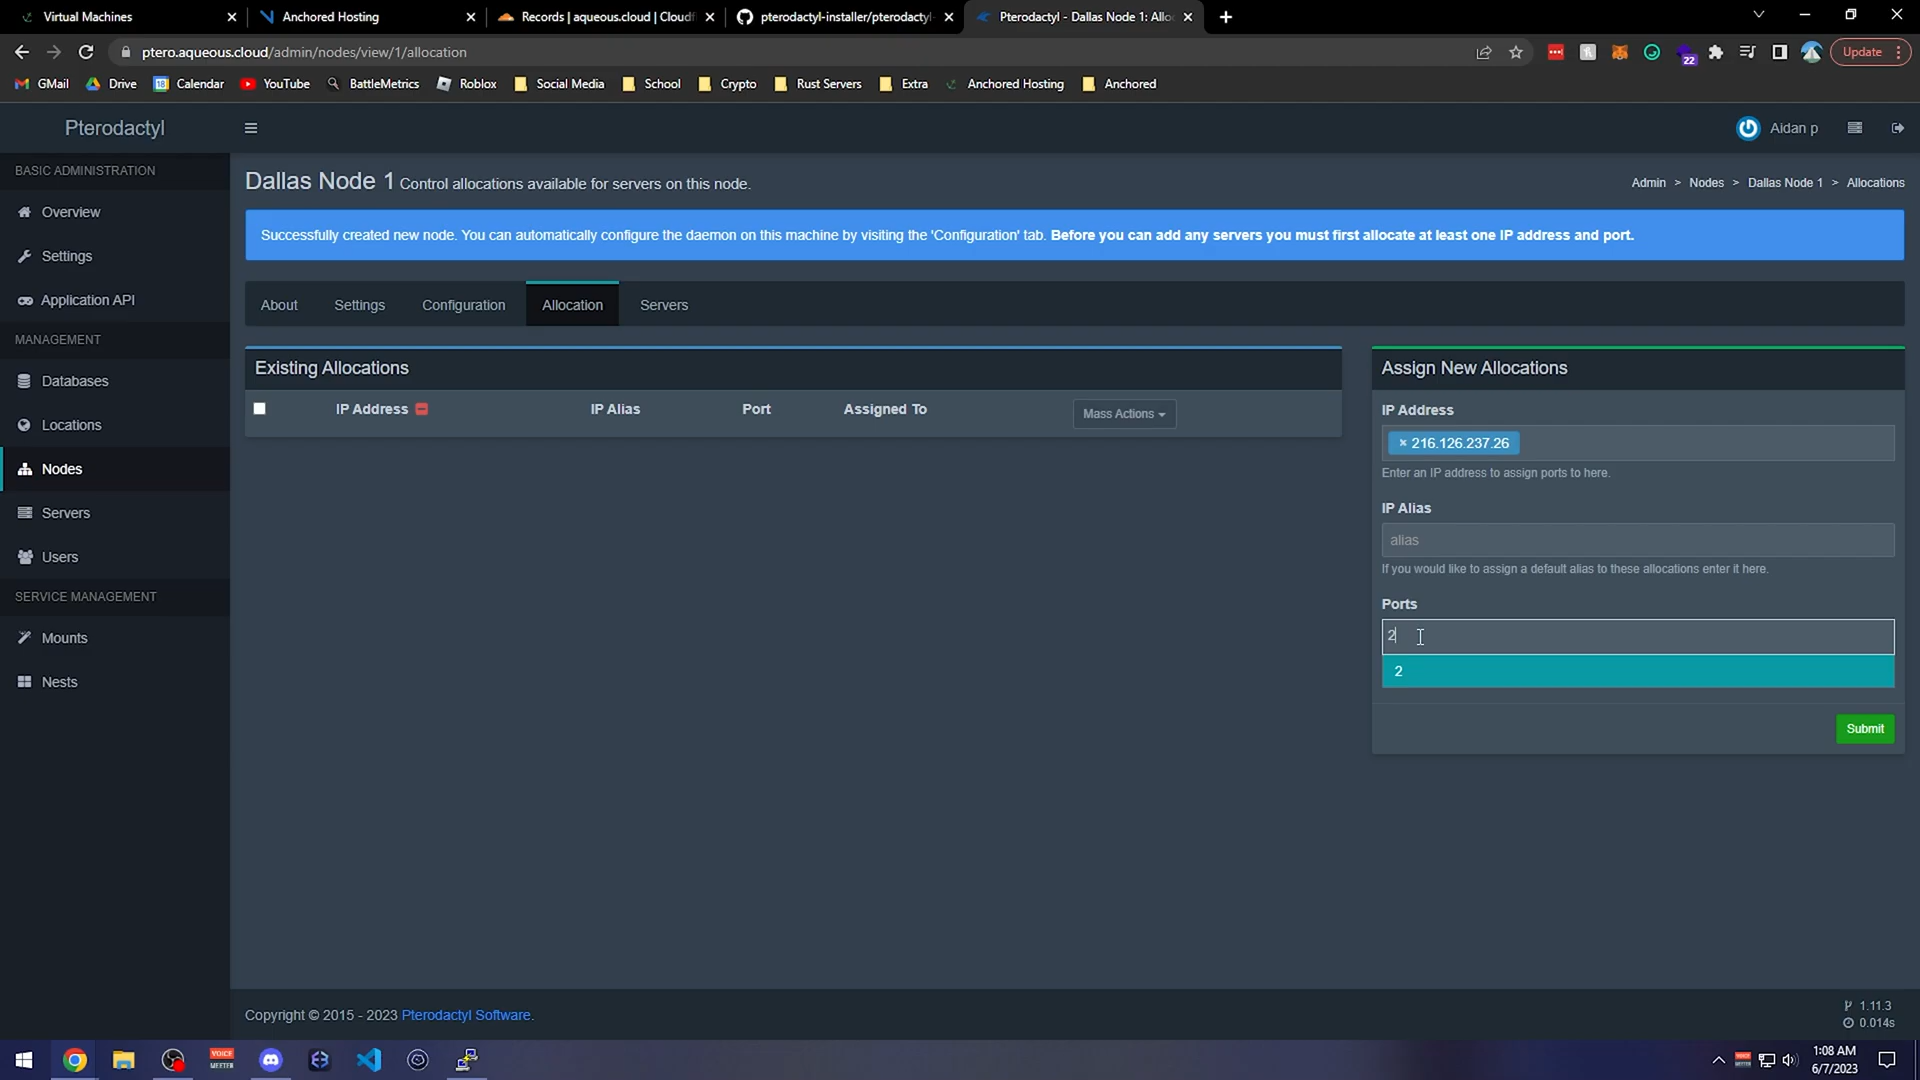 Virtual Machines
Anchored Hosting
Records | aqueous.cloud | Cloudf
pterodactyl-installer/pterodactyl-
Pterodactyl - Dallas Node 1: Allo
ptero.aqueous.cloud/admin/nodes/view/1/allocation
22
Update
GMail
Drive
Calendar
YouTube
BattleMetrics
Roblox
Social Media
School
Crypto
Rust Servers
Extra
Anchored Hosting
Anchored
Pterodactyl
Aidan p
BASIC ADMINISTRATION
Overview
Settings
Application API
MANAGEMENT
Databases
Locations
Nodes
Servers
Users
SERVICE MANAGEMENT
Mounts
Nests
Dallas Node 1 Control allocations available for servers on this node.
Admin > Nodes > Dallas Node 1 > Allocations
Successfully created new node. You can automatically configure the daemon on this machine by visiting the 'Configuration' tab. Before you can add any servers you must first allocate at least one IP address and port.
About
Settings
Configuration
Allocation
Servers
Existing Allocations
IP Address
IP Alias
Port
Assigned To
Mass Actions
Assign New Allocations
IP Address
× 216.126.237.26
Enter an IP address to assign ports to here.
IP Alias
alias
If you would like to assign a default alias to these allocations enter it here.
Ports
2
2
Submit
Copyright © 2015 - 2023 Pterodactyl Software.
1.11.3
0.014s
VOICE
MEETER
1:08 AM
6/7/2023